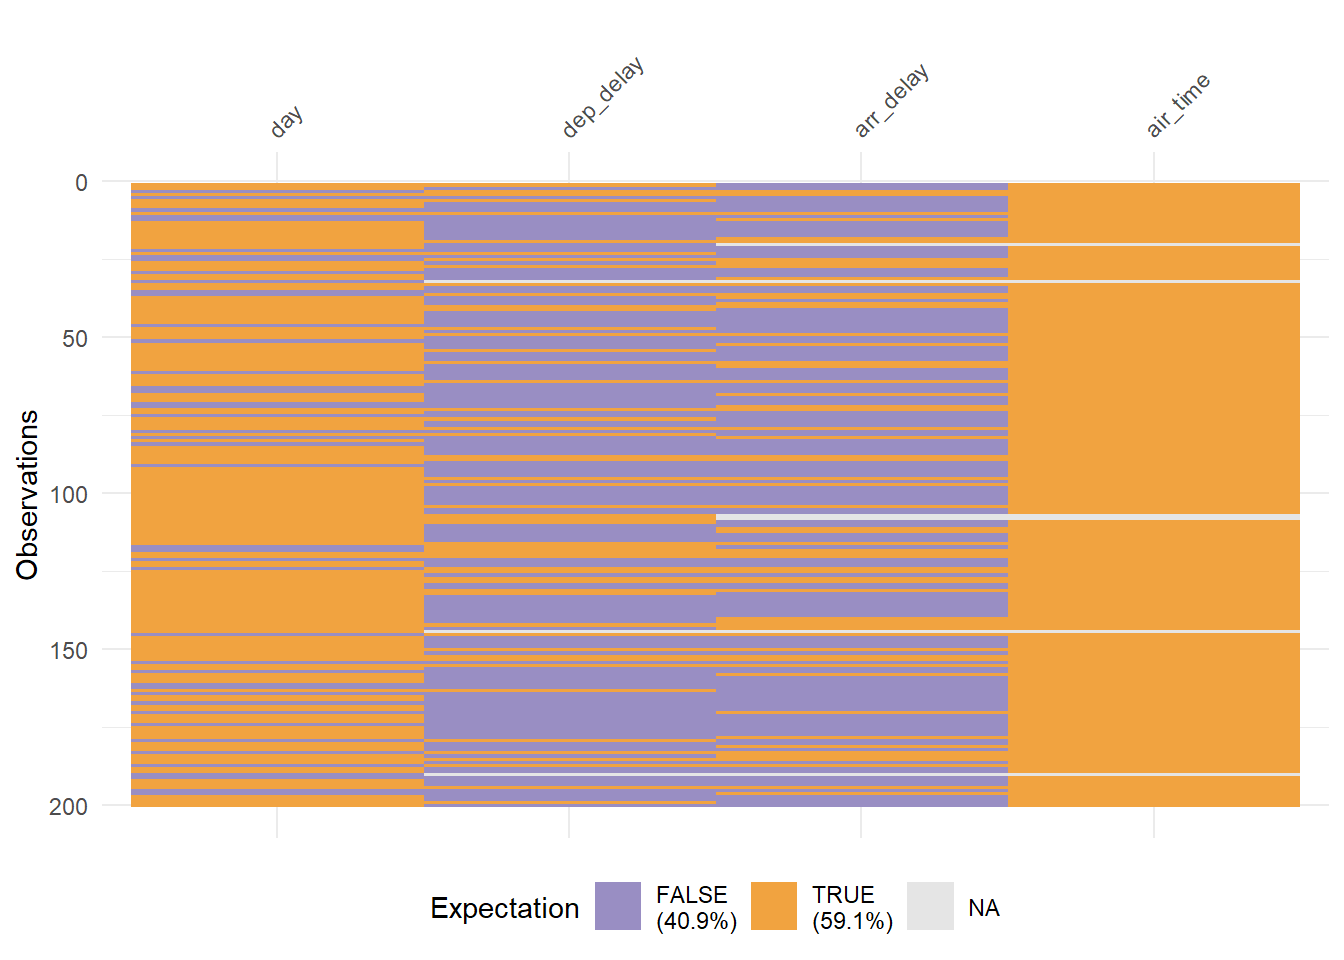 day
dep_delay
arr_delay
air_time
0
50
100
150
200
Observations
Expectation
FALSE
(40.9%)
TRUE
(59.1%)
NA